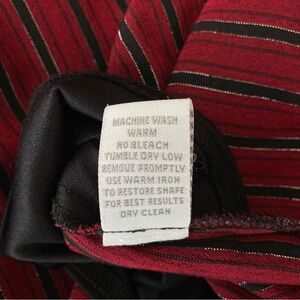 MACHINE WASH
WARM
NO BLEACH
TUMBLE DRY LOW
REMOVE PROMPTLY
USE WARM IRON
TO RESTORE SHAPE
FOR BEST RESULTS
DRY CLEAN